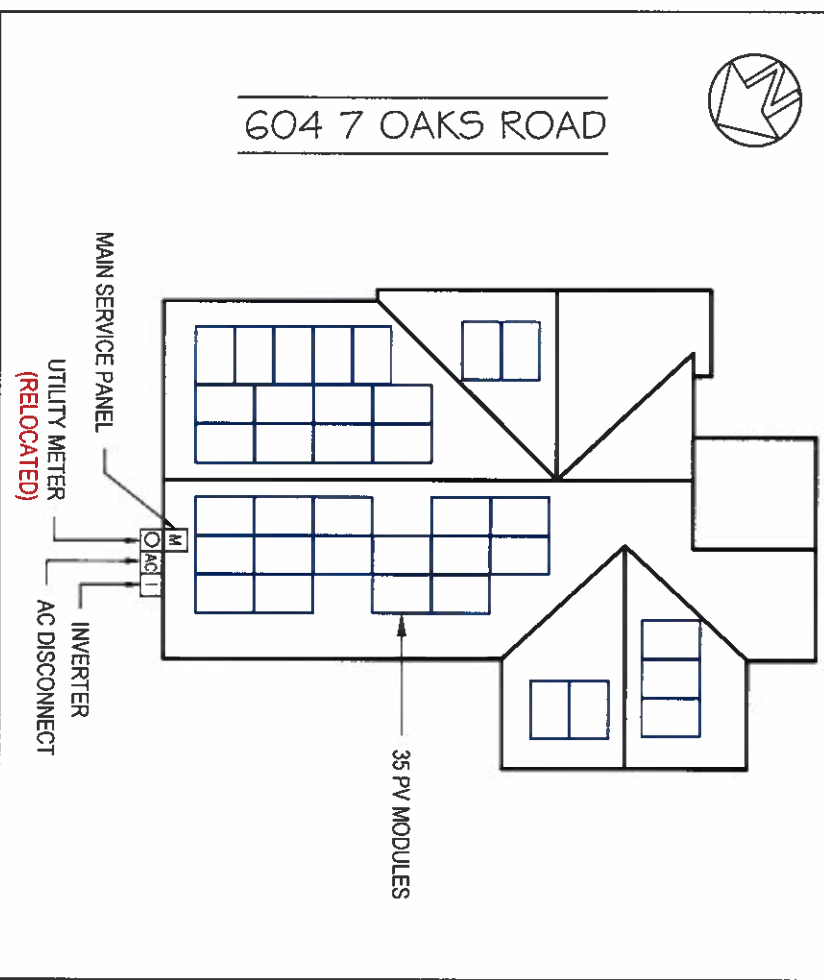 604 7 OAKS ROAD
N
MAIN SERVICE PANEL
UTILITY METER
(RELOCATED)
M
AC
I
INVERTER
AC DISCONNECT
35 PV MODULES